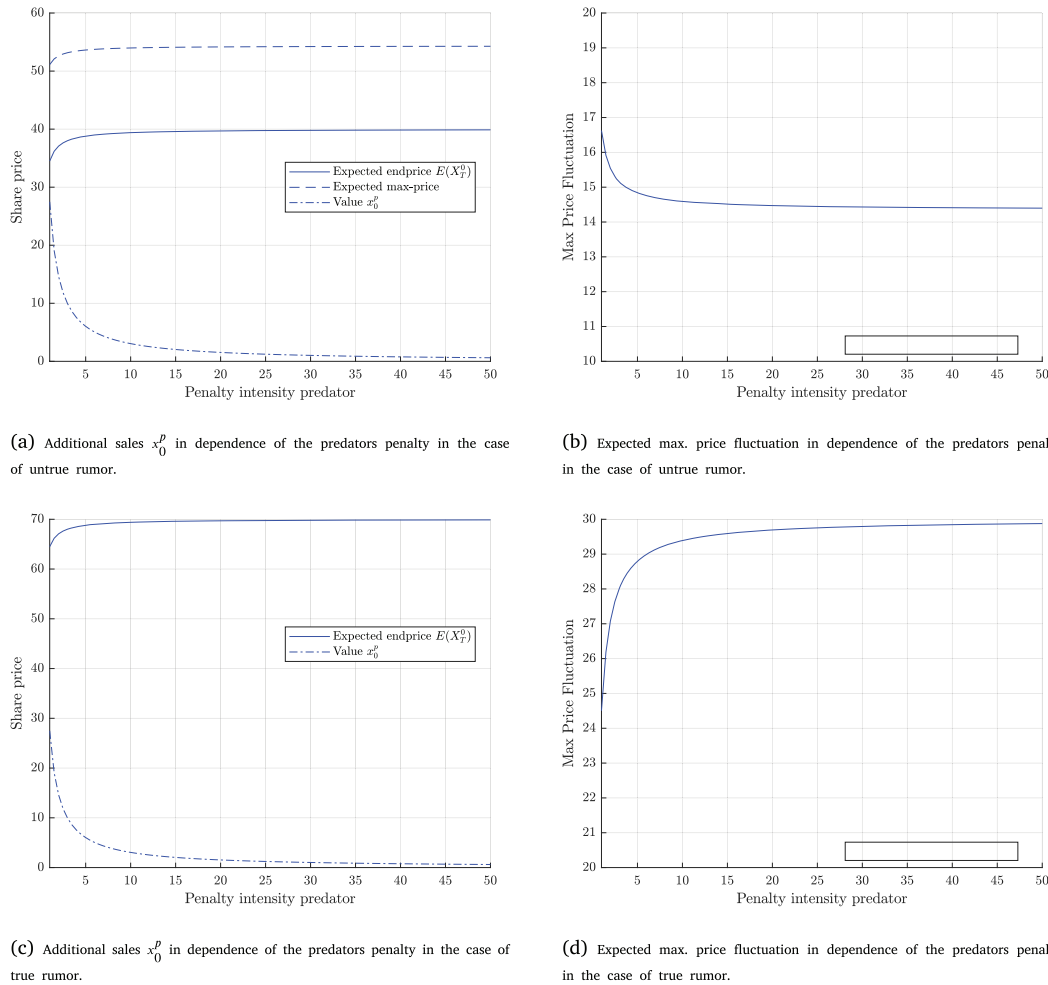 60
50
40
30
20
10
0
Share price
Expected endprice E(X_T^0)
Expected max-price
Value x_0^p
5 10 15 20 25 30 35 40 45 50
Penalty intensity predator
20
19
18
17
16
15
14
13
12
11
10
Max Price Fluctuation
5 10 15 20 25 30 35 40 45 50
Penalty intensity predator
(a) Additional sales x_0^p in dependence of the predators penalty in the case
of untrue rumor.
(b) Expected max. price fluctuation in dependence of the predators penal
in the case of untrue rumor.
70
60
50
40
30
20
10
0
Share price
Expected endprice E(X_T^0)
Value x_0^p
5 10 15 20 25 30 35 40 45 50
Penalty intensity predator
30
29
28
27
26
25
24
23
22
21
20
Max Price Fluctuation
5 10 15 20 25 30 35 40 45 50
Penalty intensity predator
(c) Additional sales x_0^p in dependence of the predators penalty in the case of
true rumor.
(d) Expected max. price fluctuation in dependence of the predators penal
in the case of true rumor.